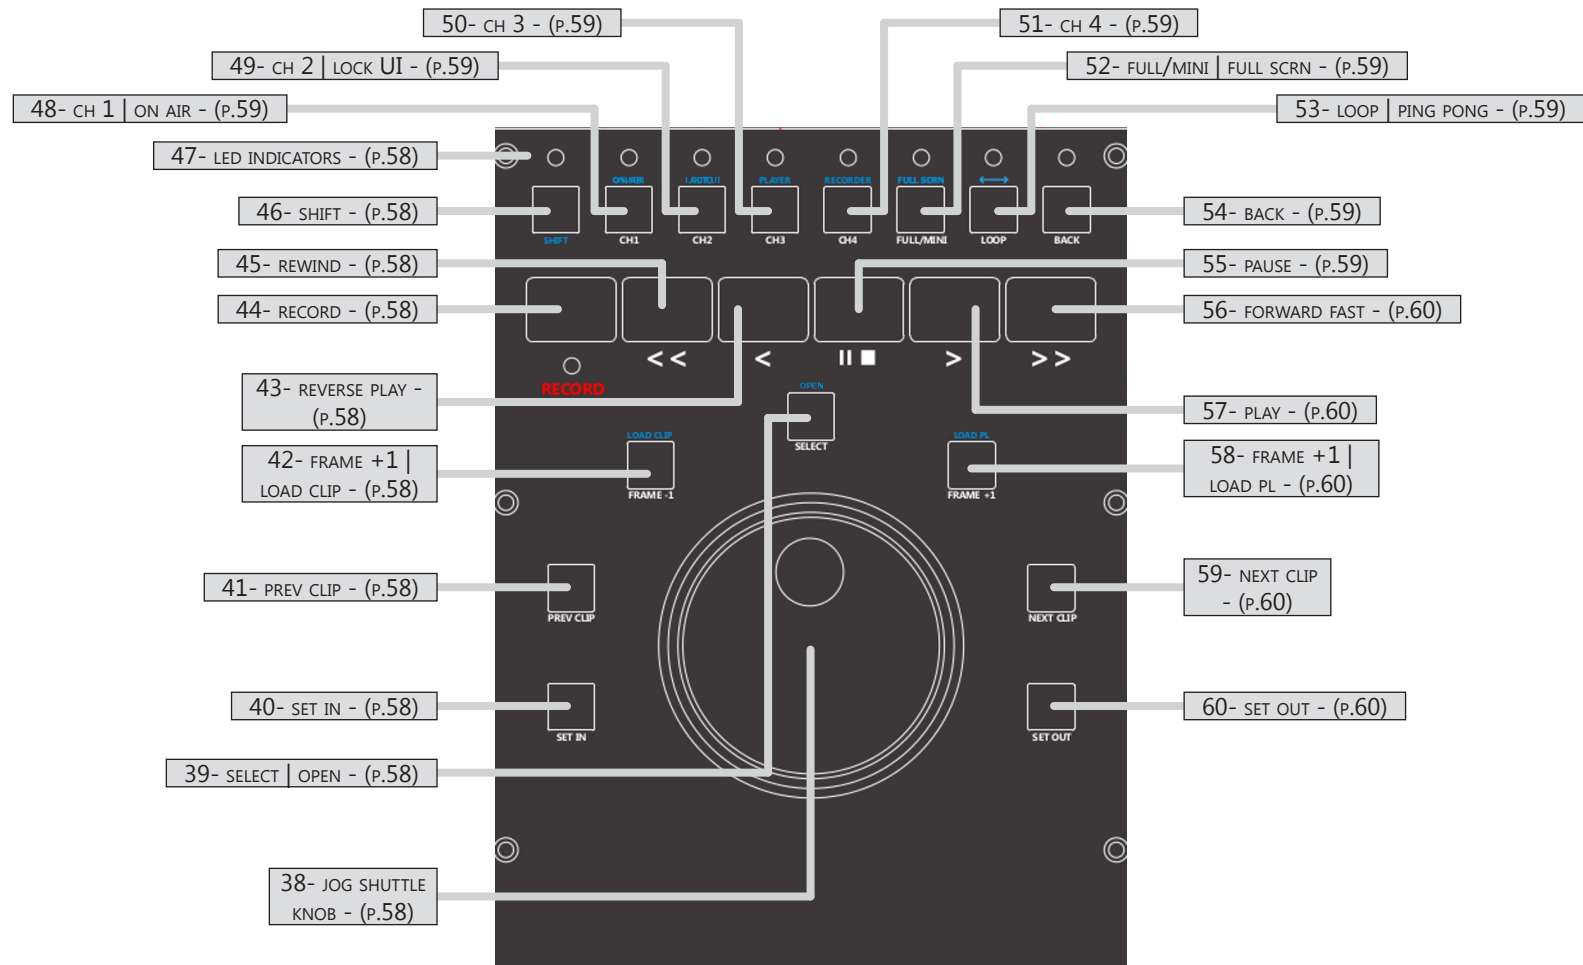 50- CH 3 - (P.59)
51- CH 4 - (P.59)
49- CH 2 | LOCK UI - (P.59)
52- FULL/MINI | FULL SCRN - (P.59)
48- CH 1 | ON AIR - (P.59)
53- LOOP | PING PONG - (P.59)
47- LED INDICATORS - (P.58)
PLAYER
RECORDER
FULL SCRN
46- SHIFT - (P.58)
54- BACK - (P.59)
SHIFT
CH1
CH2
CH3
CH4
FULL/MINI
LOOP
BACK
45- REWIND - (P.58)
55- PAUSE - (P.59)
44- RECORD - (P.58)
56- FORWARD FAST - (P.60)
<<
<
>
>>
RECORD
43- REVERSE PLAY -
(P.58)
OPEN
57- PLAY - (P.60)
SELECT
LOAD CLIP
LOAD PL
42- FRAME +1 |
LOAD CLIP - (P.58)
58- FRAME +1 |
LOAD PL - (P.60)
FRAME -1
FRAME +1
41- PREV CLIP - (P.58)
59- NEXT CLIP
- (P.60)
PREV CLIP
NEXT CLIP
40- SET IN - (P.58)
60- SET OUT - (P.60)
SET IN
SET OUT
39- SELECT | OPEN - (P.58)
38- JOG SHUTTLE
KNOB - (P.58)